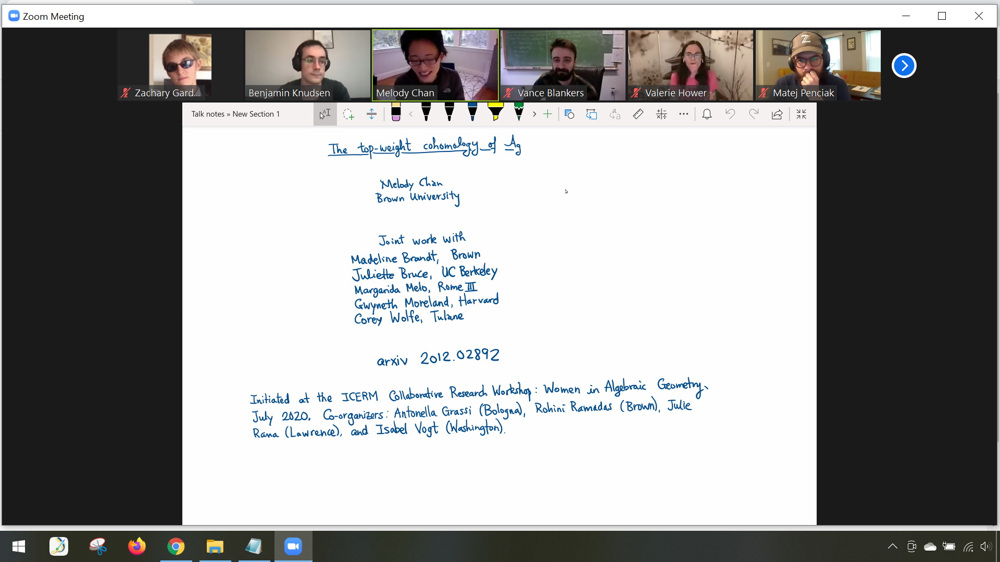 Zoom Meeting
Zachary Gard...
Benjamin Knudsen
Melody Chan
Vance Blankers
Valerie Hower
Matej Penciak
Talk notes » New Section 1
The top-weight cohomology of Ag
Melody Chan
Brown University
Joint work with
Madeline Brandt, Brown
Juliette Bruce, UC Berkeley
Margarida Melo, Rome III
Gwyneth Moreland, Harvard
Corey Wolfe, Tulane
arxiv 2012.02892
Initiated at the ICERM Collaborative Research Workshop: Women in Algebraic Geometry,
July 2020. Co-organizers: Antonella Grassi (Bologna), Rohini Ramadas (Brown), Julie
Rana (Lawrence), and Isabel Vogt (Washington).